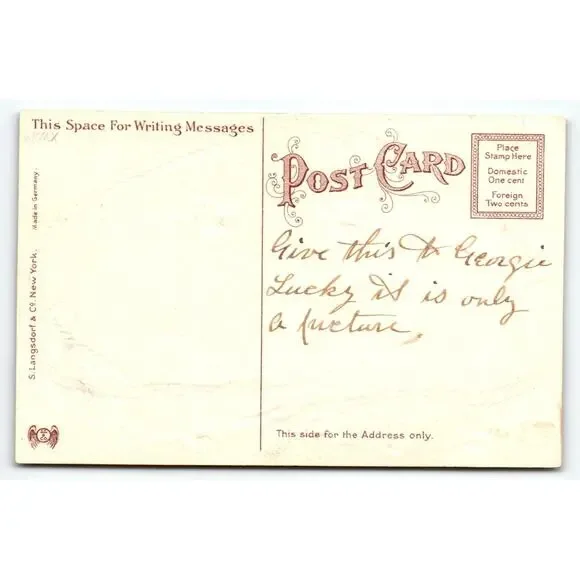 This Space For Writing Messages
POST CARD
Place
Stamp Here
Domestic
One cent
Foreign
Two cents
Made in Germany.
S. Langsdorf & Co. New York.
Give this to Georgie
Lucky it is only
a picture,
This side for the Address only.